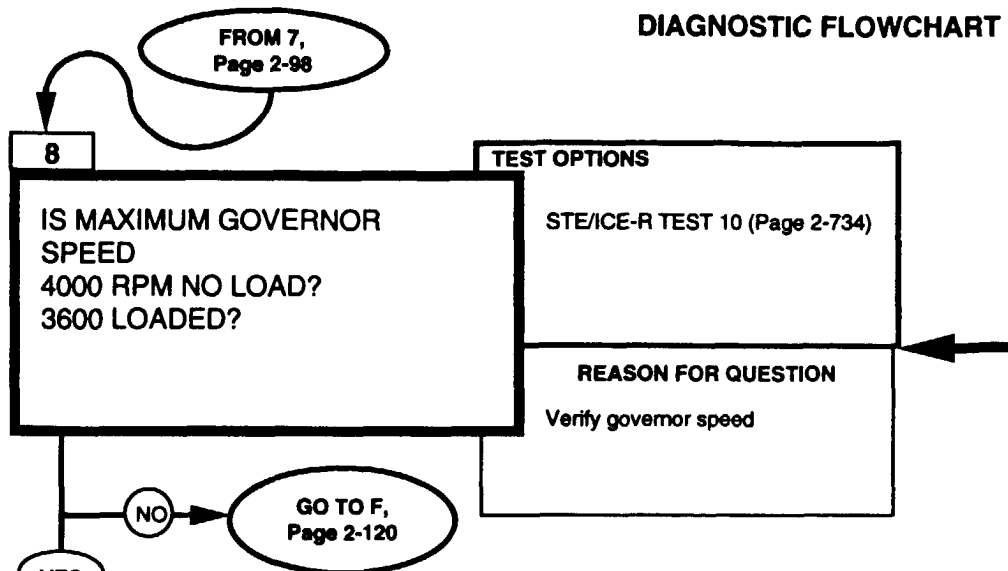 DIAGNOSTIC FLOWCHART
FROM 7,
Page 2-98
8
IS MAXIMUM GOVERNOR
SPEED
4000 RPM NO LOAD?
3600 LOADED?
TEST OPTIONS
STE/ICE-R TEST 10 (Page 2-734)
REASON FOR QUESTION
Verify governor speed
NO
GO TO F,
Page 2-120